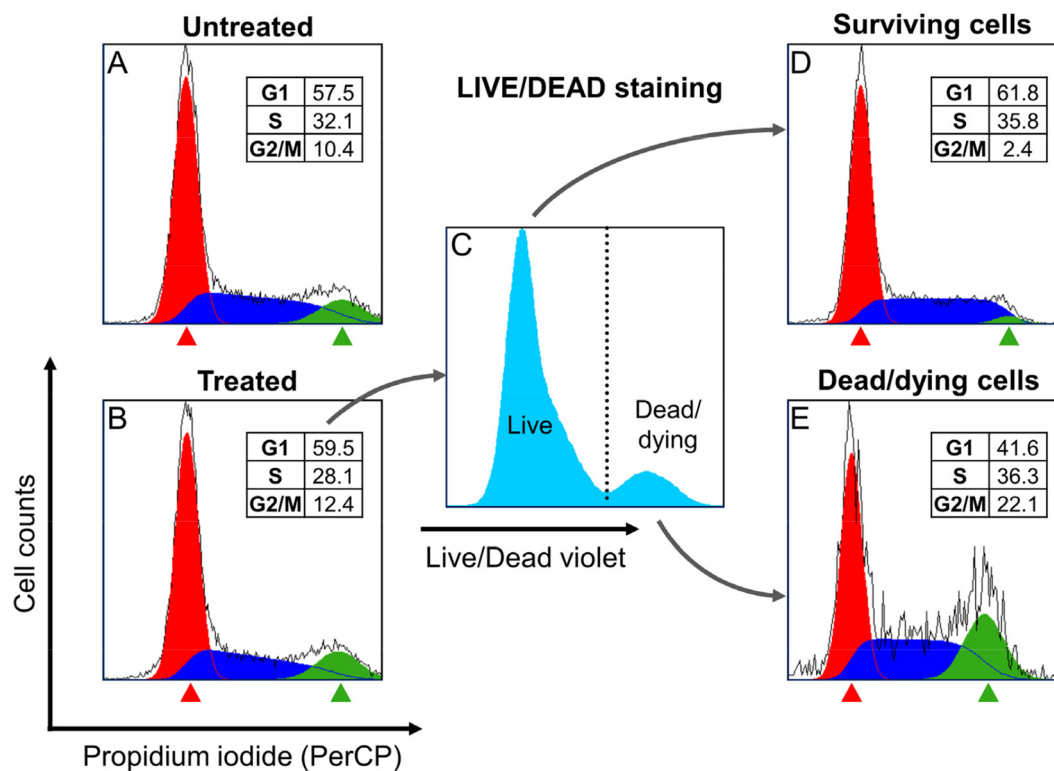 Untreated
A
G1 57.5
S 32.1
G2/M 10.4
LIVE/DEAD staining
Surviving cells
D
G1 61.8
S 35.8
G2/M 2.4
C
Live
Dead/
dying
Live/Dead violet
Treated
B
G1 59.5
S 28.1
G2/M 12.4
Dead/dying cells
E
G1 41.6
S 36.3
G2/M 22.1
Cell counts
Propidium iodide (PerCP)